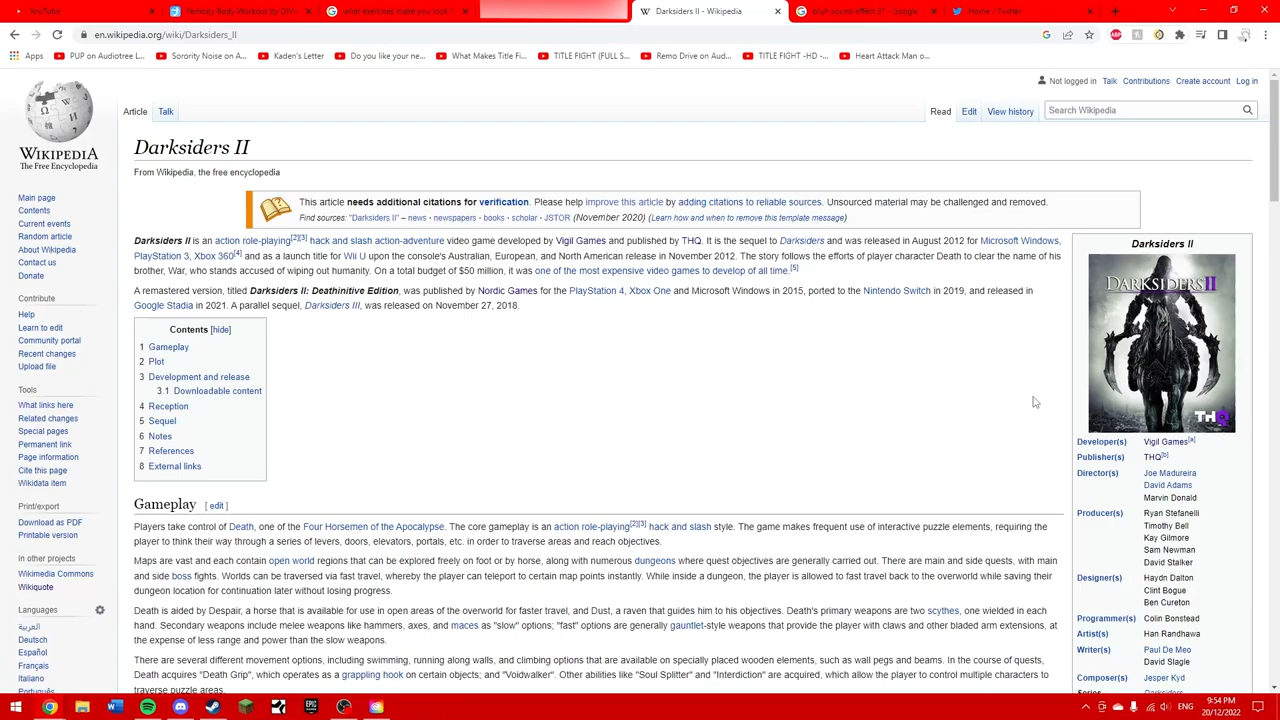 YouTube
what exercises make you look t
Darksiders II - Wikipedia
bruh sound effect 37 - Google
Home / Twitter
en.wikipedia.org/wiki/Darksiders_II
Apps PUP on Audiotree L... Sorority Noise on A... Kaden's Letter Do you like your ne... What Makes Title Fi... TITLE FIGHT (FULL S... Remo Drive on Aud... TITLE FIGHT –HD -... Heart Attack Man o...
Not logged in Talk Contributions Create account Log in
Article Talk Read Edit View history Search Wikipedia
WIKIPEDIA
The Free Encyclopedia
Main page
Contents
Current events
Random article
About Wikipedia
Contact us
Donate
Contribute
Help
Learn to edit
Community portal
Recent changes
Upload file
Tools
What links here
Related changes
Special pages
Permanent link
Page information
Cite this page
Wikidata item
Print/export
Download as PDF
Printable version
In other projects
Wikimedia Commons
Wikiquote
Languages
العربية
Deutsch
Español
Français
Italiano
Português
Darksiders II
From Wikipedia, the free encyclopedia
This article needs additional citations for verification. Please help improve this article by adding citations to reliable sources. Unsourced material may be challenged and removed.
Find sources: "Darksiders II" – news · newspapers · books · scholar · JSTOR (November 2020) (Learn how and when to remove this template message)
Darksiders II is an action role-playing[2][3] hack and slash action-adventure video game developed by Vigil Games and published by THQ. It is the sequel to Darksiders and was released in August 2012 for Microsoft Windows,
PlayStation 3, Xbox 360[4] and as a launch title for Wii U upon the console's Australian, European, and North American release in November 2012. The story follows the efforts of player character Death to clear the name of his
brother, War, who stands accused of wiping out humanity. On a total budget of $50 million, it was one of the most expensive video games to develop of all time.[5]
A remastered version, titled Darksiders II: Deathinitive Edition, was published by Nordic Games for the PlayStation 4, Xbox One and Microsoft Windows in 2015, ported to the Nintendo Switch in 2019, and released in
Google Stadia in 2021. A parallel sequel, Darksiders III, was released on November 27, 2018.
Contents [hide]
1 Gameplay
2 Plot
3 Development and release
3.1 Downloadable content
4 Reception
5 Sequel
6 Notes
7 References
8 External links
Gameplay [ edit ]
Players take control of Death, one of the Four Horsemen of the Apocalypse. The core gameplay is an action role-playing[2][3] hack and slash style. The game makes frequent use of interactive puzzle elements, requiring the
player to think their way through a series of levers, doors, elevators, portals, etc. in order to traverse areas and reach objectives.
Maps are vast and each contain open world regions that can be explored freely on foot or by horse, along with numerous dungeons where quest objectives are generally carried out. There are main and side quests, with main
and side boss fights. Worlds can be traversed via fast travel, whereby the player can teleport to certain map points instantly. While inside a dungeon, the player is allowed to fast travel back to the overworld while saving their
dungeon location for continuation later without losing progress.
Death is aided by Despair, a horse that is available for use in open areas of the overworld for faster travel, and Dust, a raven that guides him to his objectives. Death's primary weapons are two scythes, one wielded in each
hand. Secondary weapons include melee weapons like hammers, axes, and maces as "slow" options; "fast" options are generally gauntlet-style weapons that provide the player with claws and other bladed arm extensions, at
the expense of less range and power than the slow weapons.
There are several different movement options, including swimming, running along walls, and climbing options that are available on specially placed wooden elements, such as wall pegs and beams. In the course of quests,
Death acquires "Death Grip", which operates as a grappling hook on certain objects; and "Voidwalker". Other abilities like "Soul Splitter" and "Interdiction" are acquired, which allow the player to control multiple characters to
traverse puzzle areas.
Darksiders II
DARKSIDERS II
THQ
Developer(s) Vigil Games[a]
Publisher(s) THQ[b]
Director(s) Joe Madureira
David Adams
Marvin Donald
Producer(s) Ryan Stefanelli
Timothy Bell
Kay Gilmore
Sam Newman
David Stalker
Designer(s) Haydn Dalton
Clint Bogue
Ben Cureton
Programmer(s) Colin Bonstead
Artist(s) Han Randhawa
Writer(s) Paul De Meo
David Slagle
Composer(s) Jesper Kyd
Series Darksiders
ENG
9:54 PM
20/12/2022